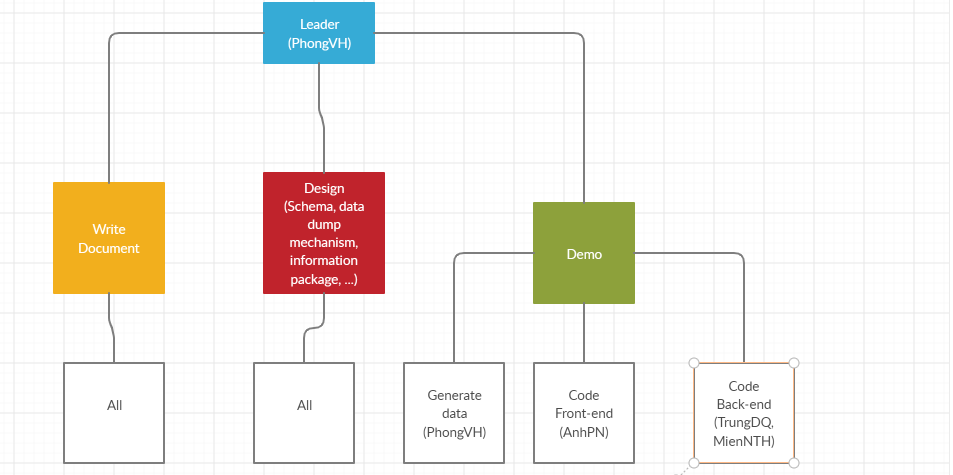 Leader
(PhongVH)
Write
Document
Design
(Schema, data
dump
mechanism,
information
package, ...)
Demo
All
All
Generate
data
(PhongVH)
Code
Front-end
(AnhPN)
Code
Back-end
(TrungDQ,
MienNTH)